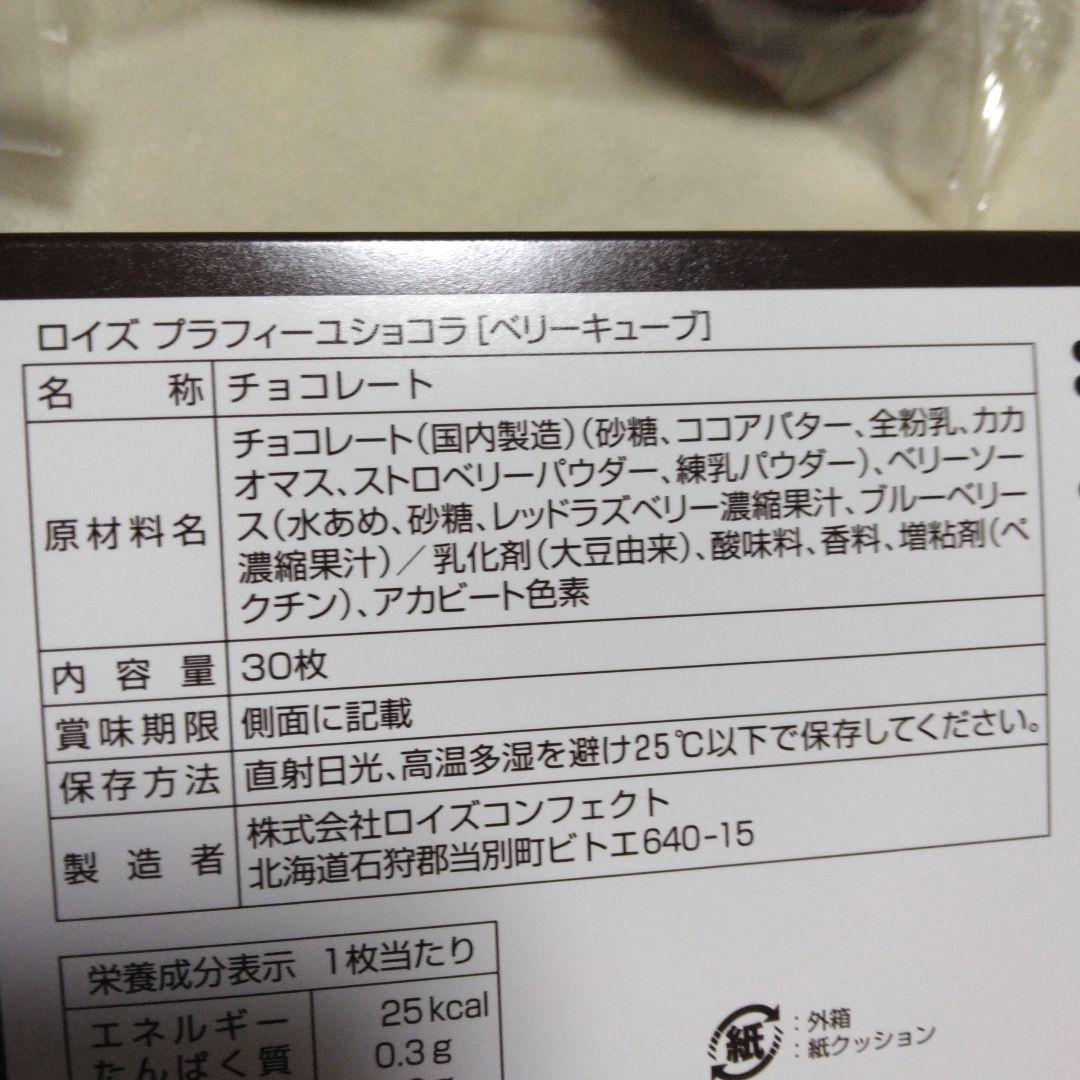 ロイズ プラフィーユショコラ[ベリーキューブ]
名称 チョコレート
原材料名 チョコレート(国内製造)(砂糖、ココアバター、全粉乳、カカ
オマス、ストロベリーパウダー、練乳パウダー)、ベリーソー
ス(水あめ、砂糖、レッドラズベリー濃縮果汁、ブルーベリー
濃縮果汁)/乳化剤(大豆由来)、酸味料、香料、増粘剤(ペ
クチン)、アカビート色素
内容量 30枚
賞味期限 側面に記載
保存方法 直射日光、高温多湿を避け25℃以下で保存してください。
製造者 株式会社ロイズコンフェクト
北海道石狩郡当別町ビトエ640-15
栄養成分表示 1枚当たり
エネルギー 25kcal
たんぱく質 0.3g
紙 :外箱
:紙クッション